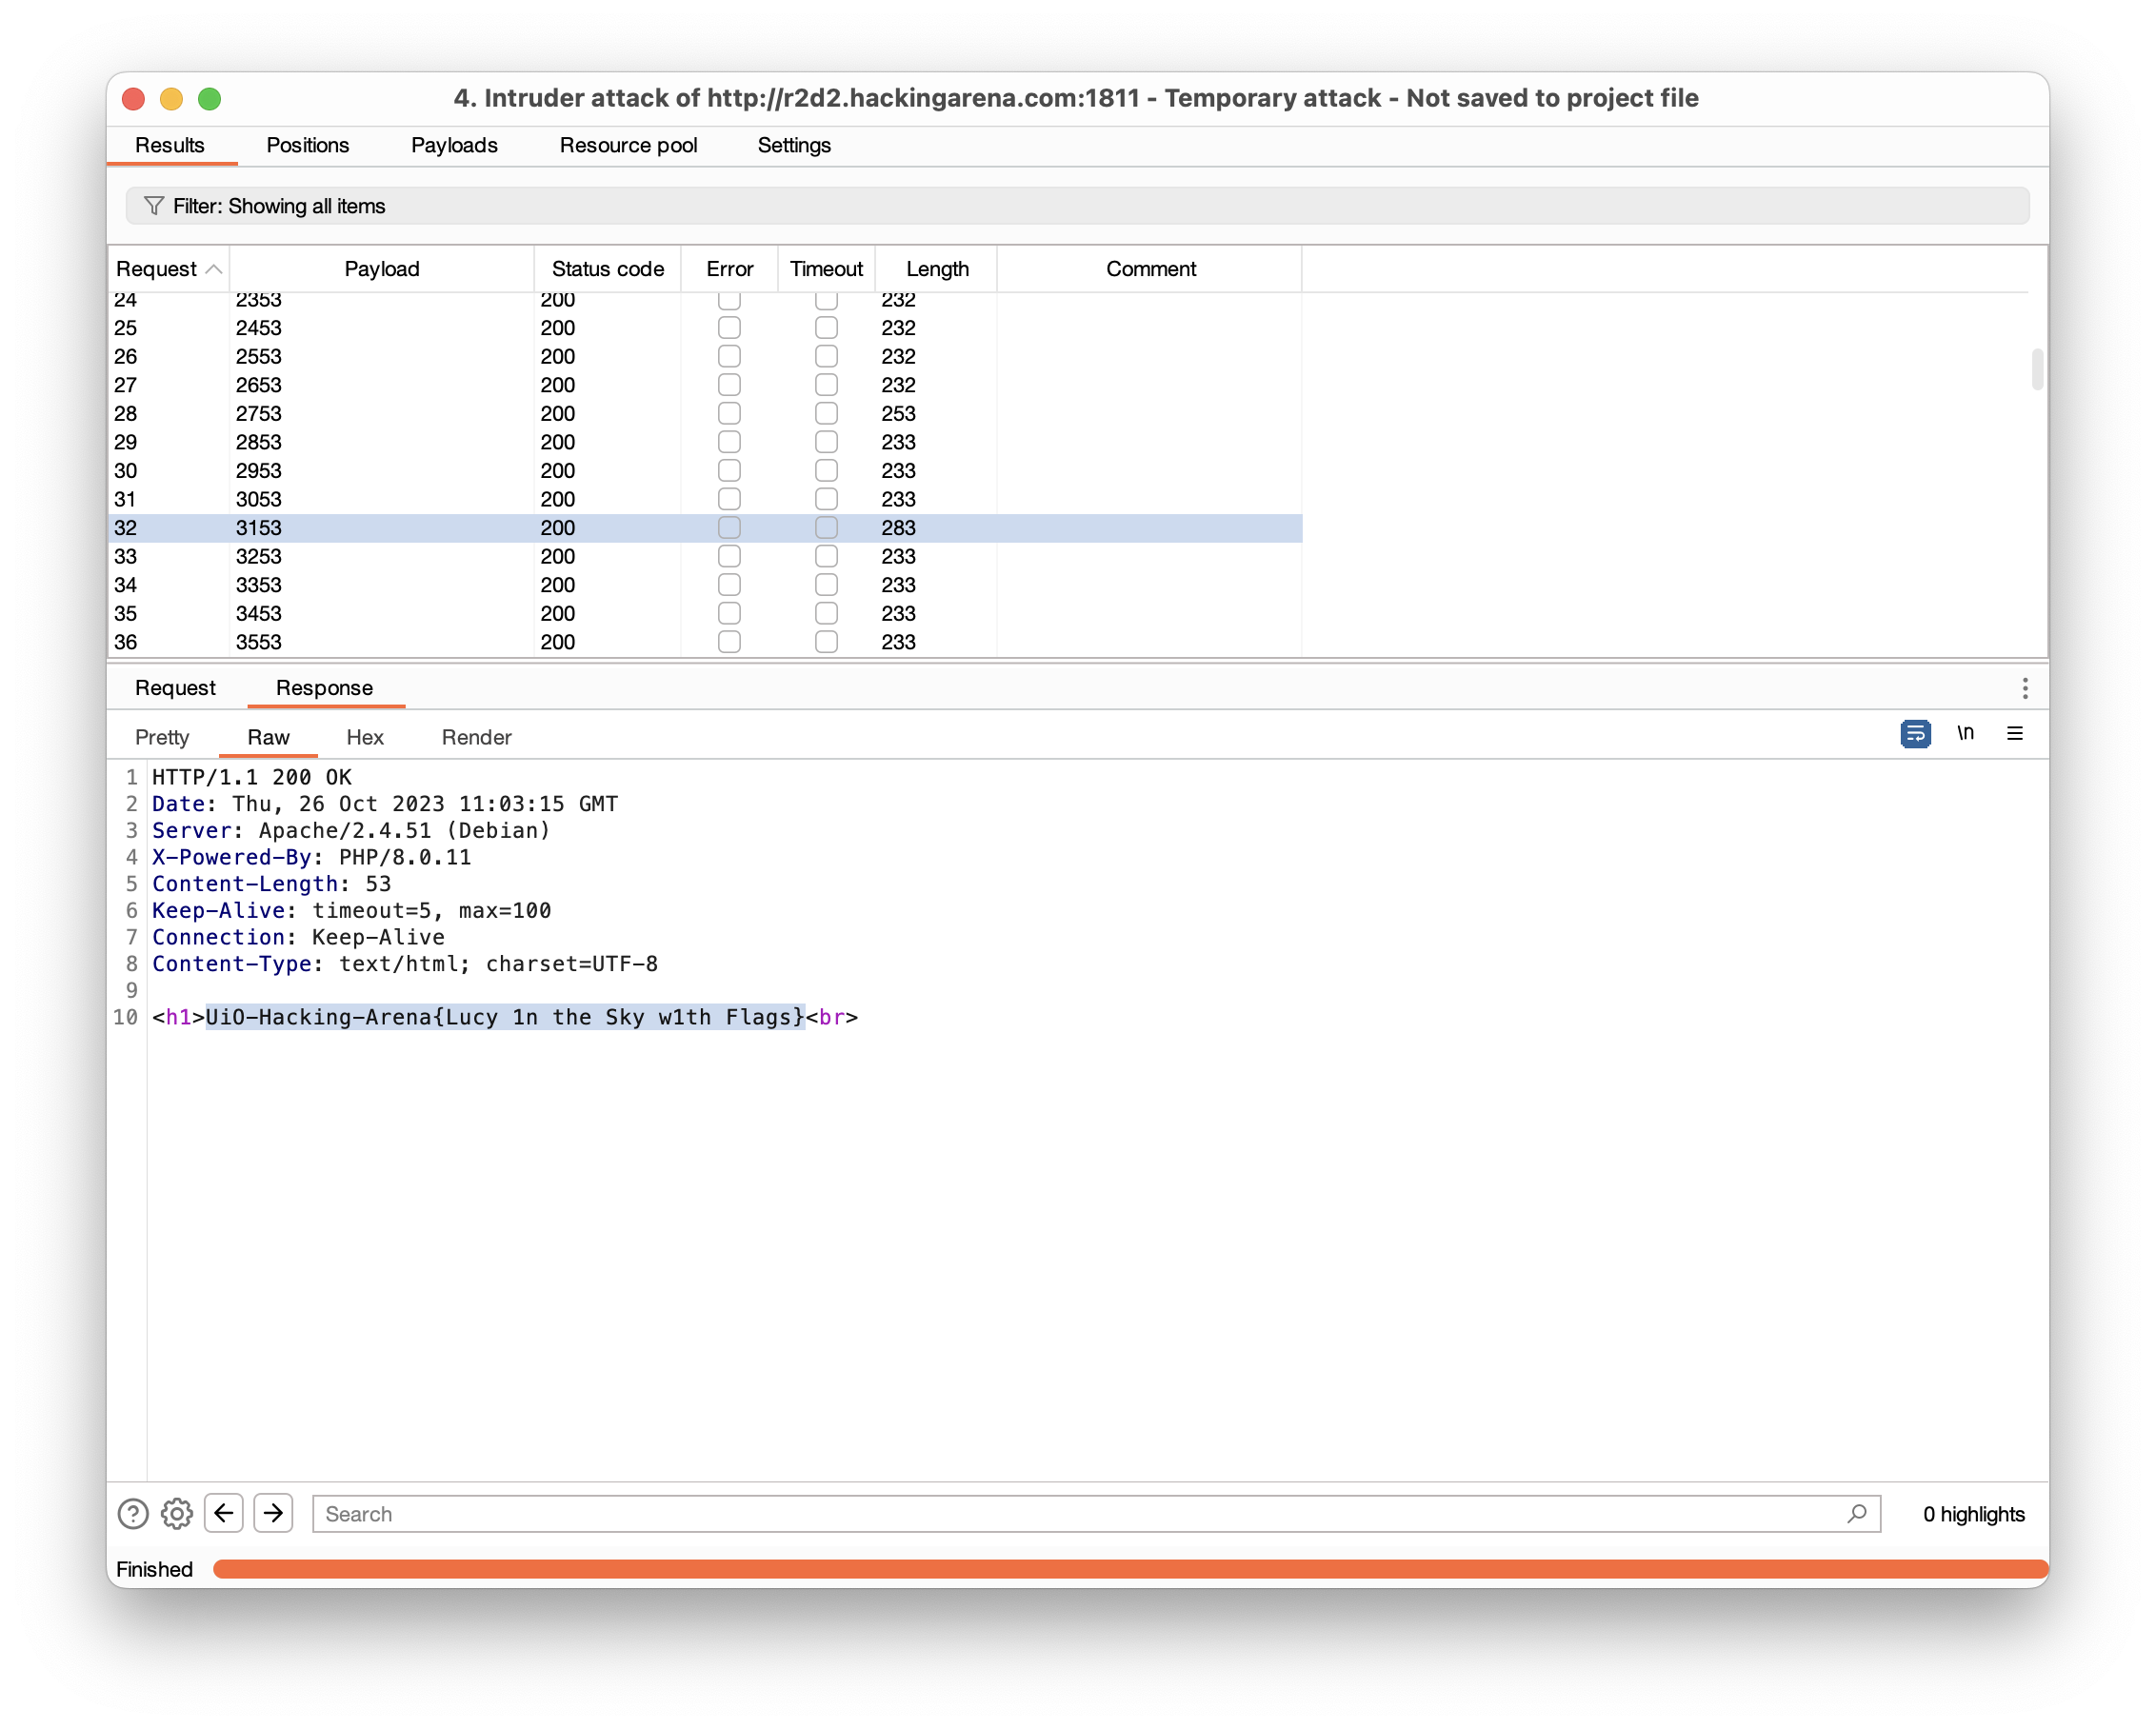 4. Intruder attack of http://r2d2.hackingarena.com:1811 - Temporary attack - Not saved to project file
Results Positions Payloads Resource pool Settings
Filter: Showing all items
Request Payload Status code Error Timeout Length Comment
24 2353 200 232
25 2453 200 232
26 2553 200 232
27 2653 200 232
28 2753 200 253
29 2853 200 233
30 2953 200 233
31 3053 200 233
32 3153 200 283
33 3253 200 233
34 3353 200 233
35 3453 200 233
36 3553 200 233
Request Response
Pretty Raw Hex Render \n
1 HTTP/1.1 200 OK
2 Date: Thu, 26 Oct 2023 11:03:15 GMT
3 Server: Apache/2.4.51 (Debian)
4 X-Powered-By: PHP/8.0.11
5 Content-Length: 53
6 Keep-Alive: timeout=5, max=100
7 Connection: Keep-Alive
8 Content-Type: text/html; charset=UTF-8
9
10 <h1>UiO-Hacking-Arena{Lucy 1n the Sky w1th Flags}<br>
Search 0 highlights
Finished